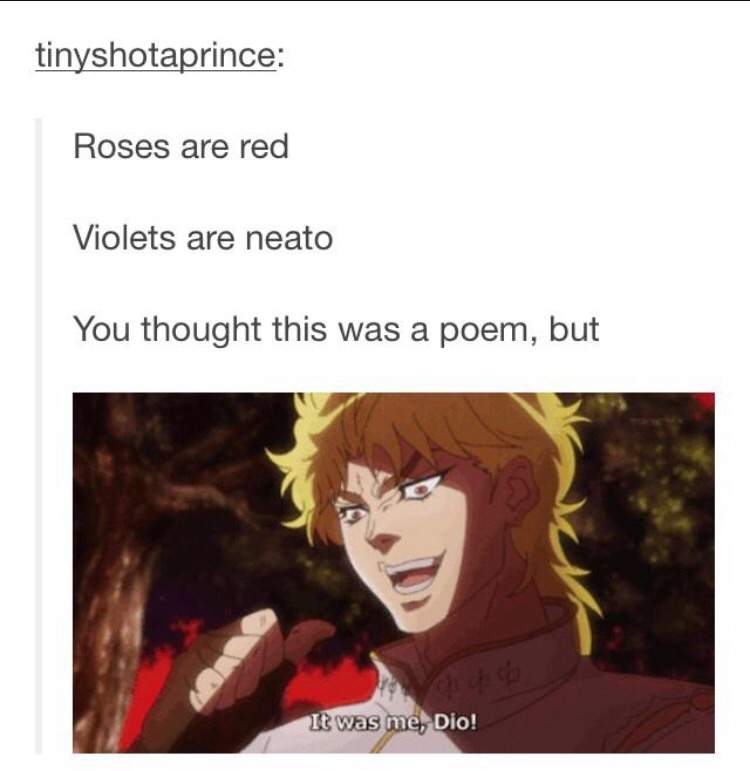 tinyshotaprince:
Roses are red
Violets are neato
You thought this was a poem, but
It was me, Dio!